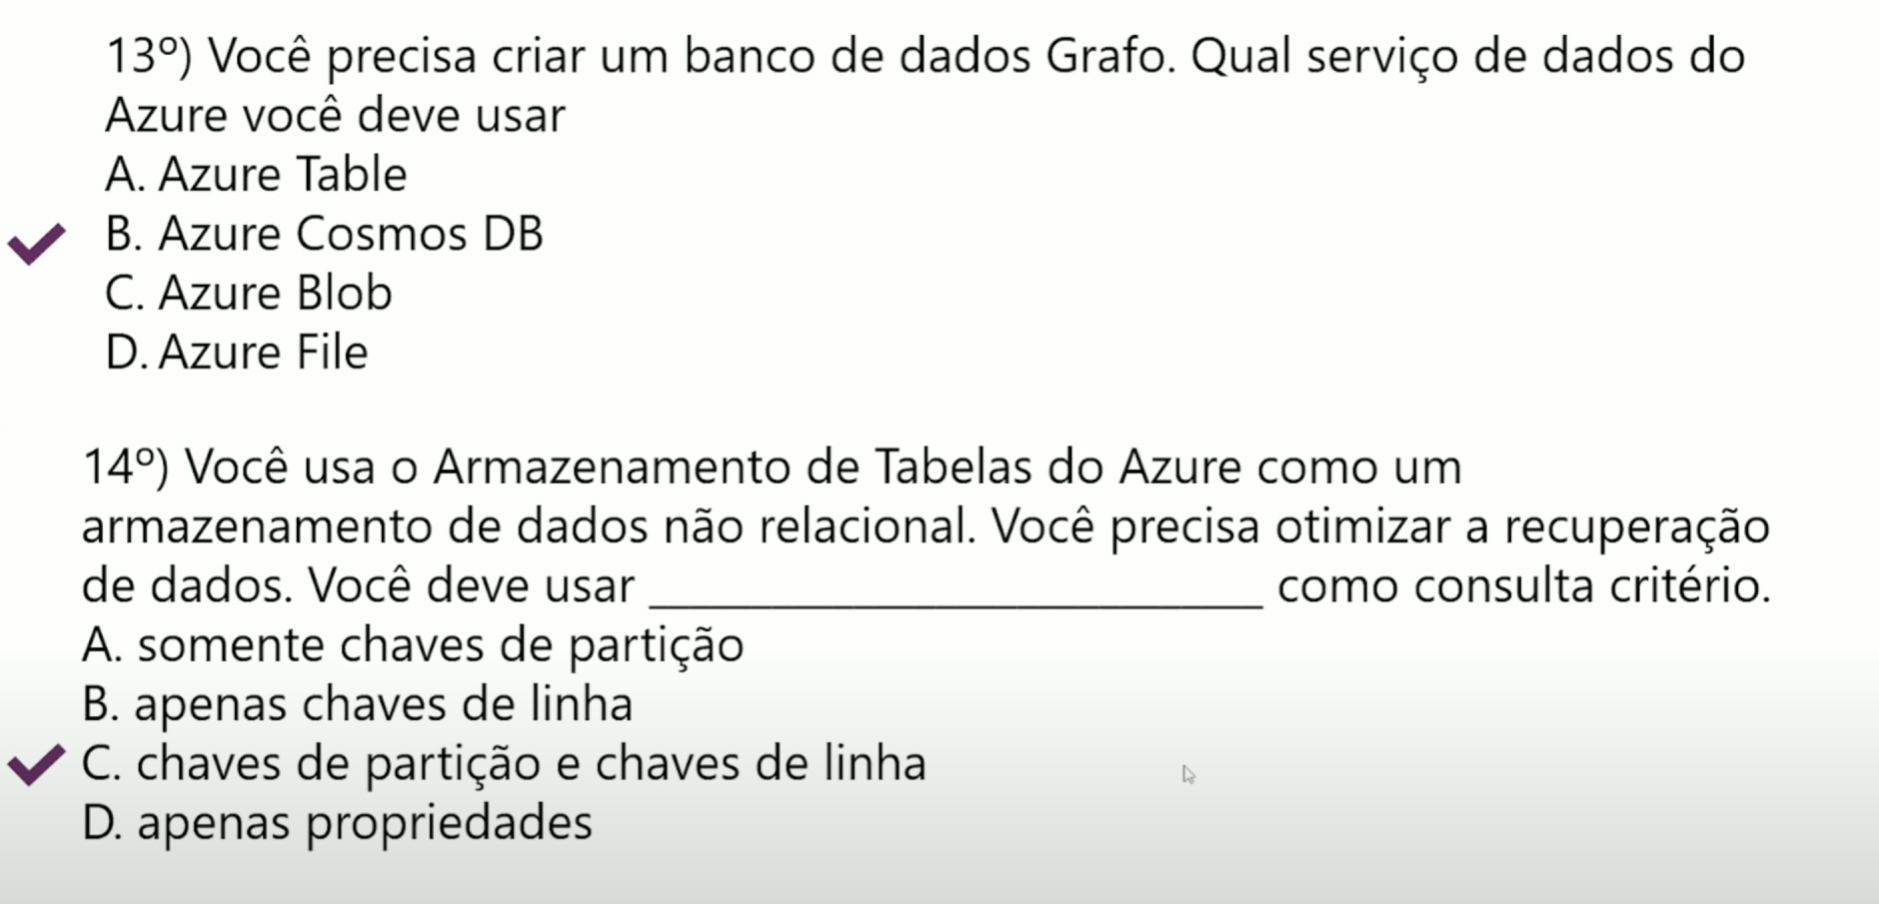 13º) Você precisa criar um banco de dados Grafo. Qual serviço de dados do
Azure você deve usar
A. Azure Table
B. Azure Cosmos DB
C. Azure Blob
D. Azure File
14º) Você usa o Armazenamento de Tabelas do Azure como um
armazenamento de dados não relacional. Você precisa otimizar a recuperação
de dados. Você deve usar ______________________________ como consulta critério.
A. somente chaves de partição
B. apenas chaves de linha
C. chaves de partição e chaves de linha
D. apenas propriedades